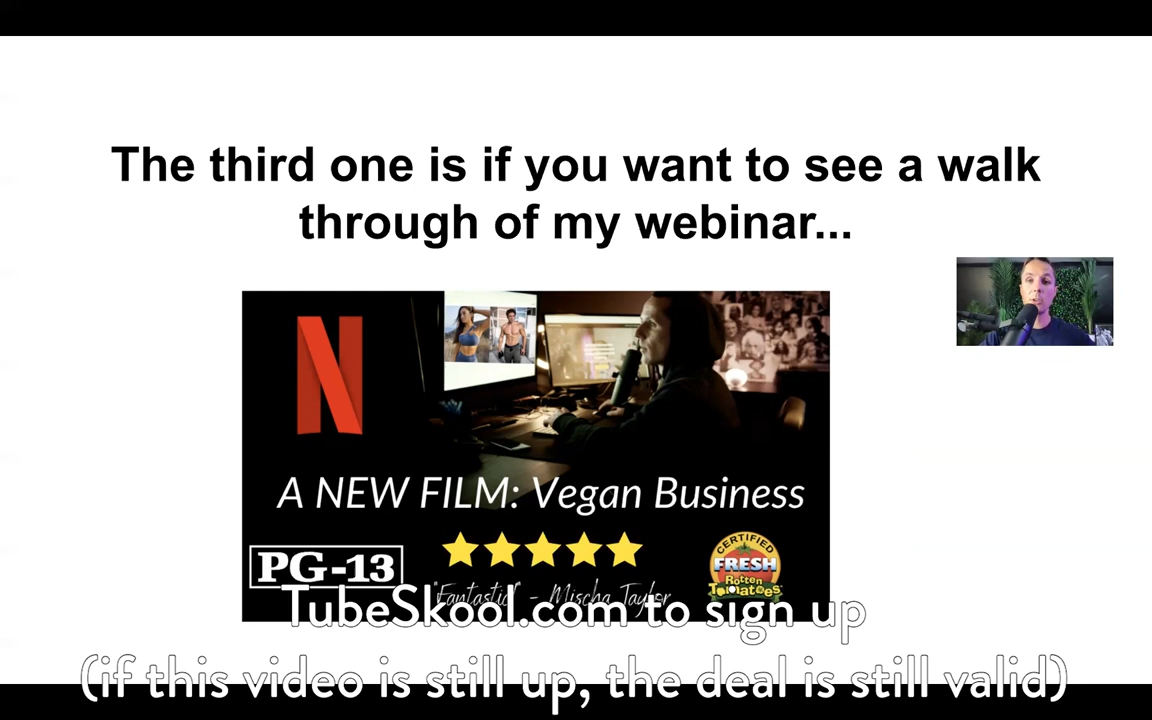 The third one is if you want to see a walk
through of my webinar...
N
A NEW FILM: Vegan Business
PG-13
CERTIFIED
FRESH
Rotten
Tomatoes
"Fantastic!" - Mischa Taylor
TubeSkool.com to sign up
(if this video is still up, the deal is still valid)